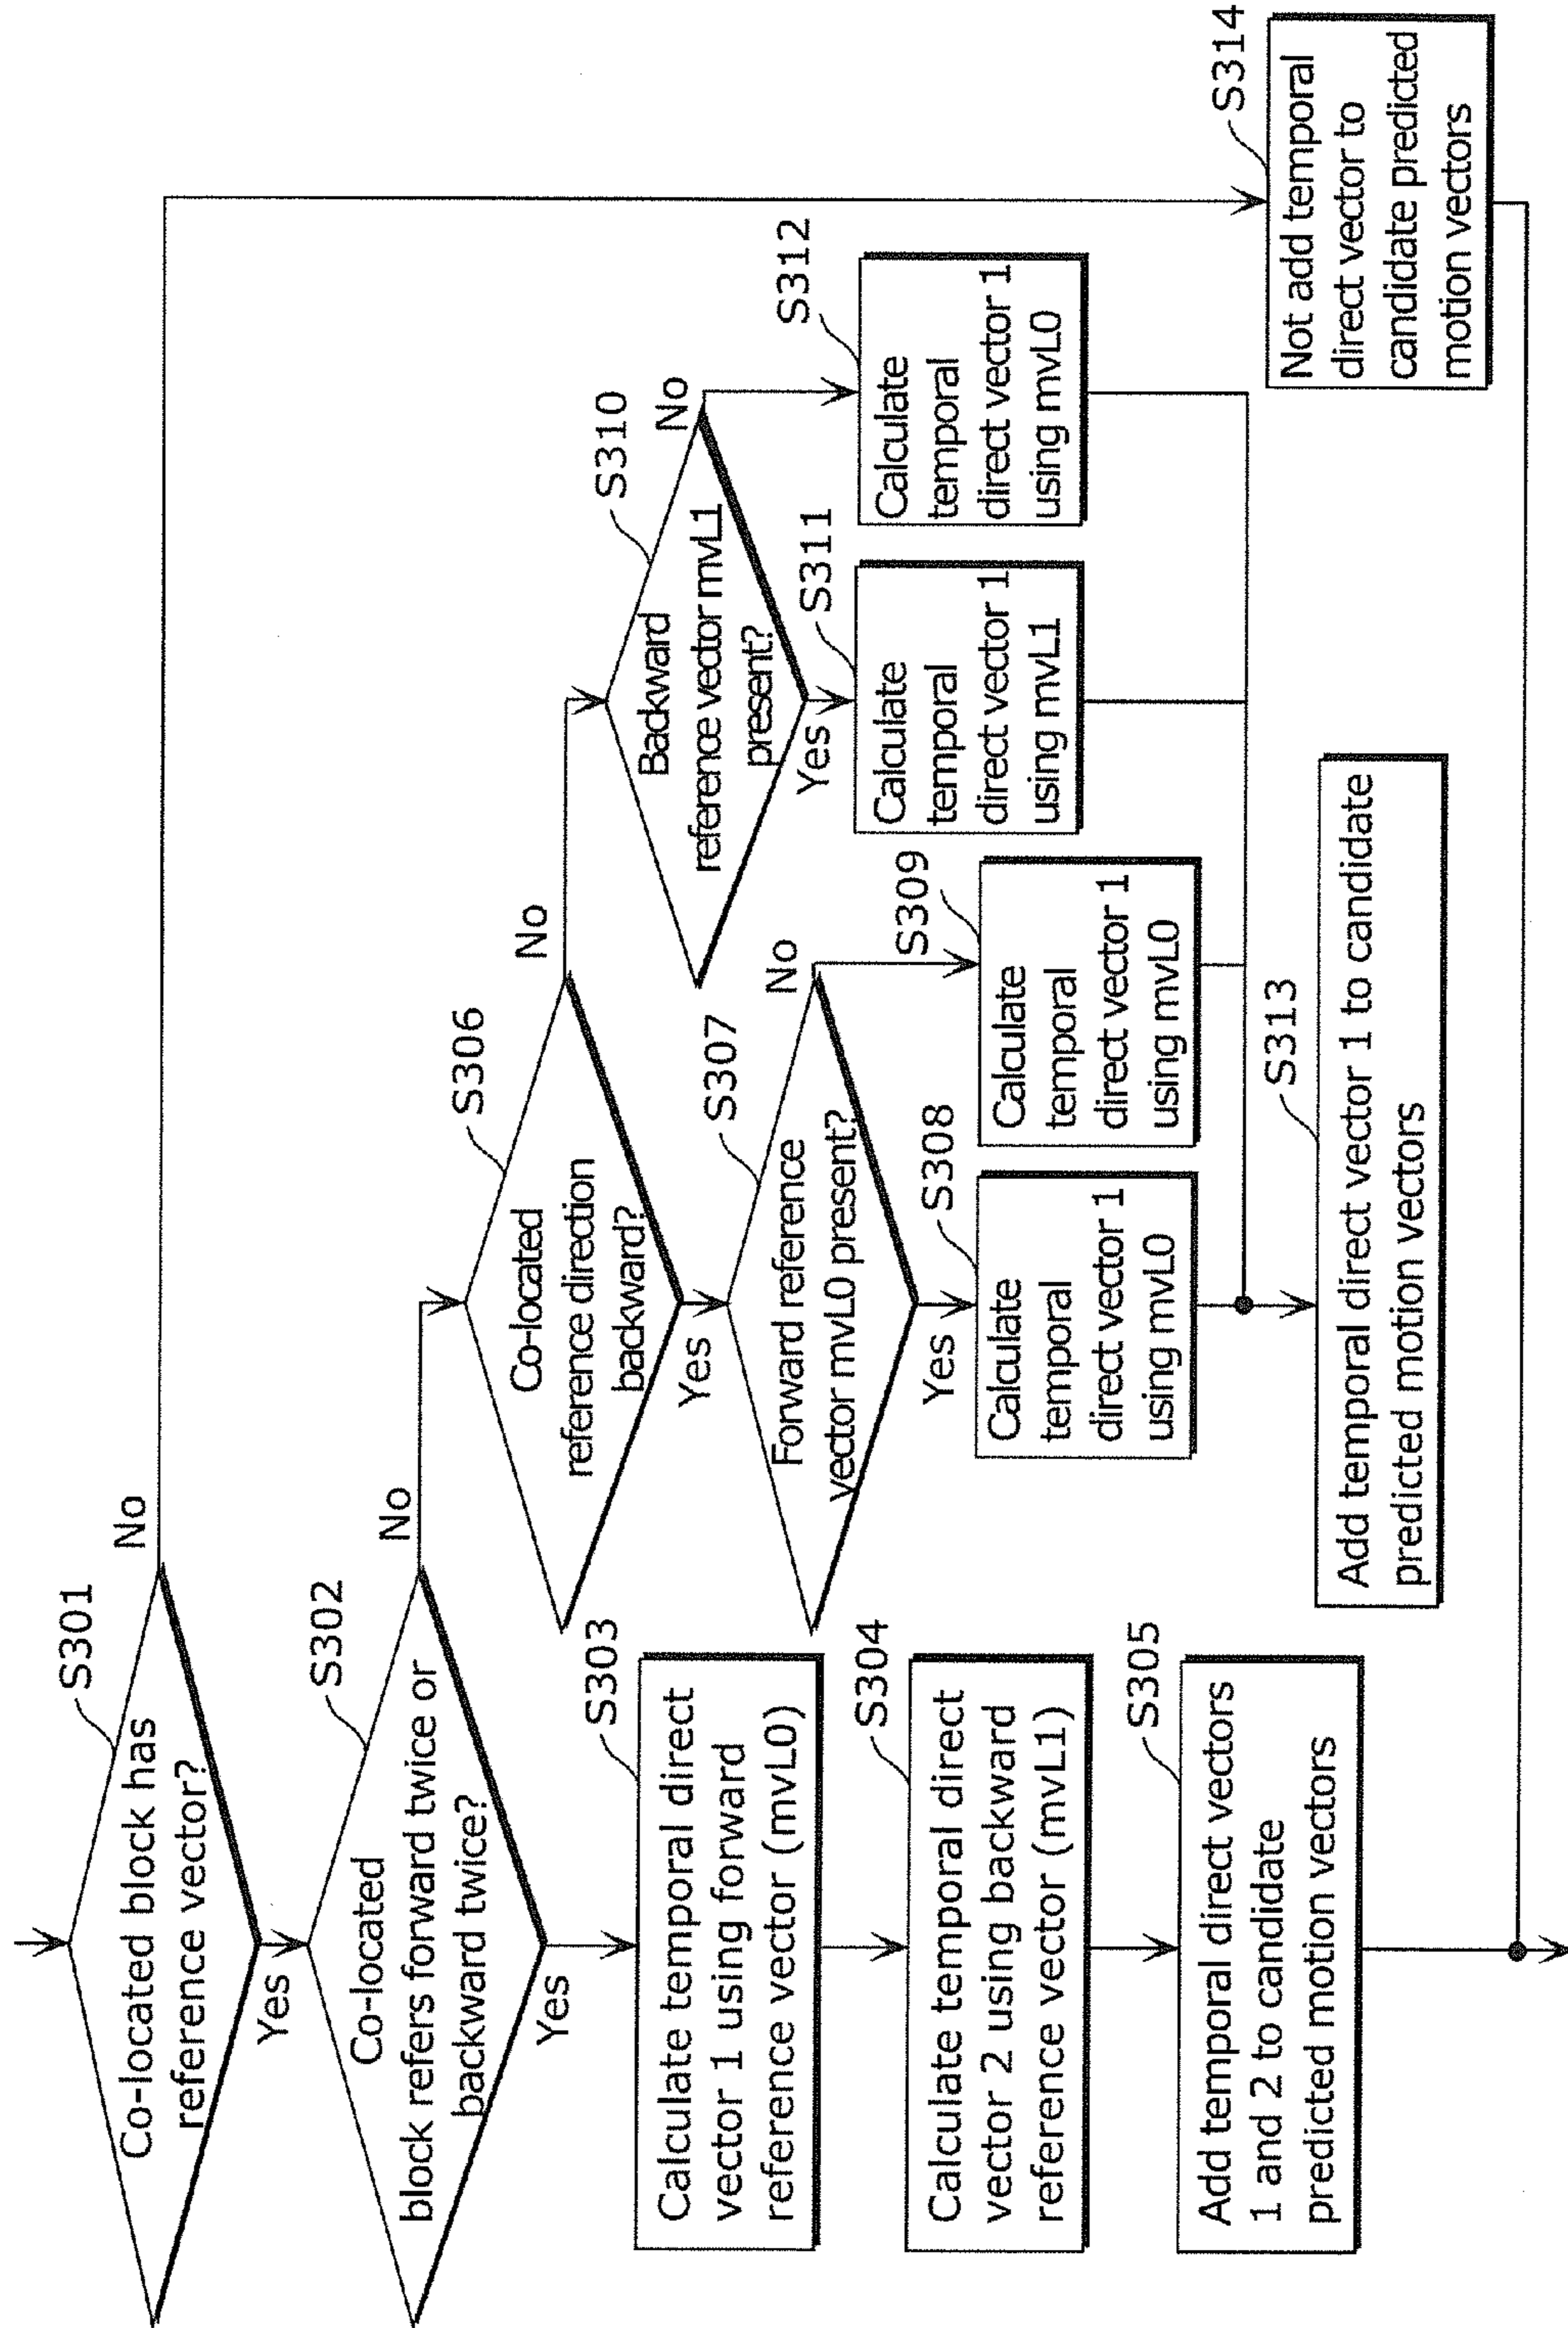 S301
Co-located block has
reference vector?
No
Yes
S302
Co-located
block refers forward twice or
backward twice?
No
Yes
S303
Calculate temporal direct
vector 1 using forward
reference vector (mvL0)
S304
Calculate temporal direct
vector 2 using backward
reference vector (mvL1)
S305
Add temporal direct vectors
1 and 2 to candidate
predicted motion vectors
S306
Co-located
reference direction
backward?
No
Yes
S307
Forward reference
vector mvL0 present?
No
Yes
S308
Calculate
temporal
direct vector 1
using mvL0
S309
Calculate
temporal
direct vector 1
using mvL0
S310
Backward
reference vector mvL1
present?
No
Yes
S311
Calculate
temporal
direct vector 1
using mvL1
S312
Calculate
temporal
direct vector 1
using mvL0
S313
Add temporal direct vector 1 to candidate
predicted motion vectors
S314
Not add temporal
direct vector to
candidate predicted
motion vectors